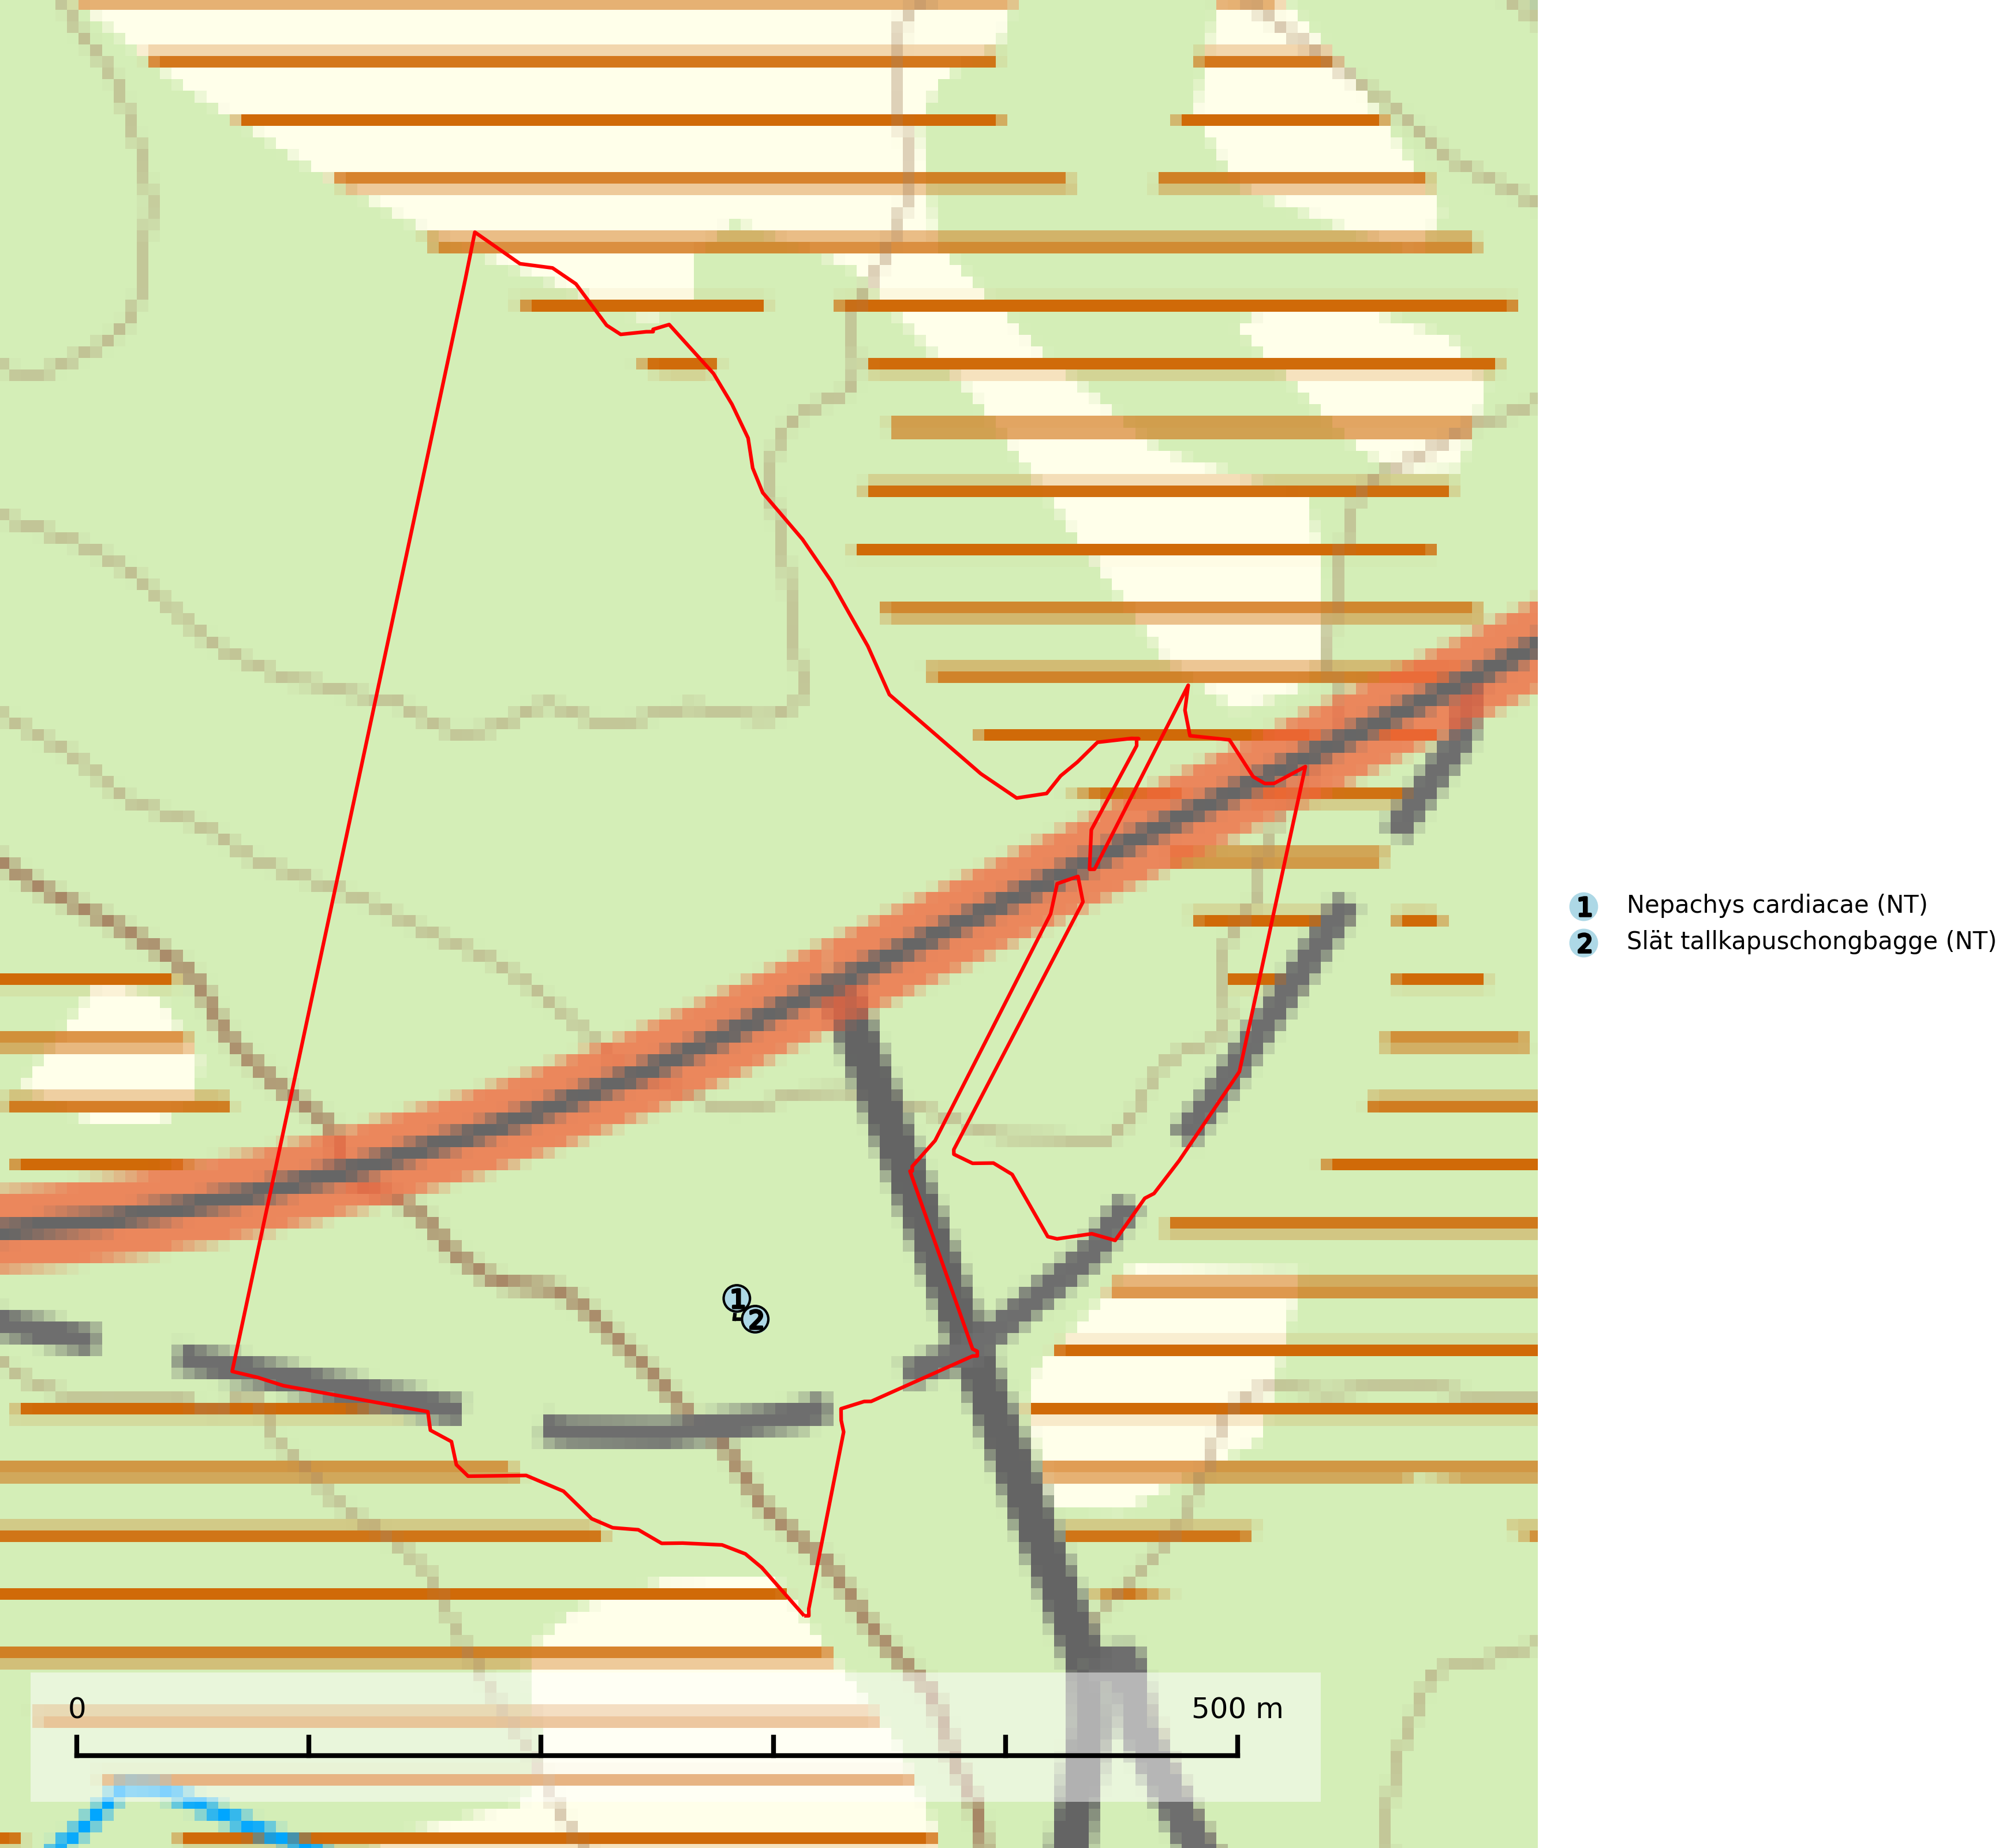 1 Nepachys cardiacae (NT)
2 Slät tallkapuschongbagge (NT)
1
2
0 500 m